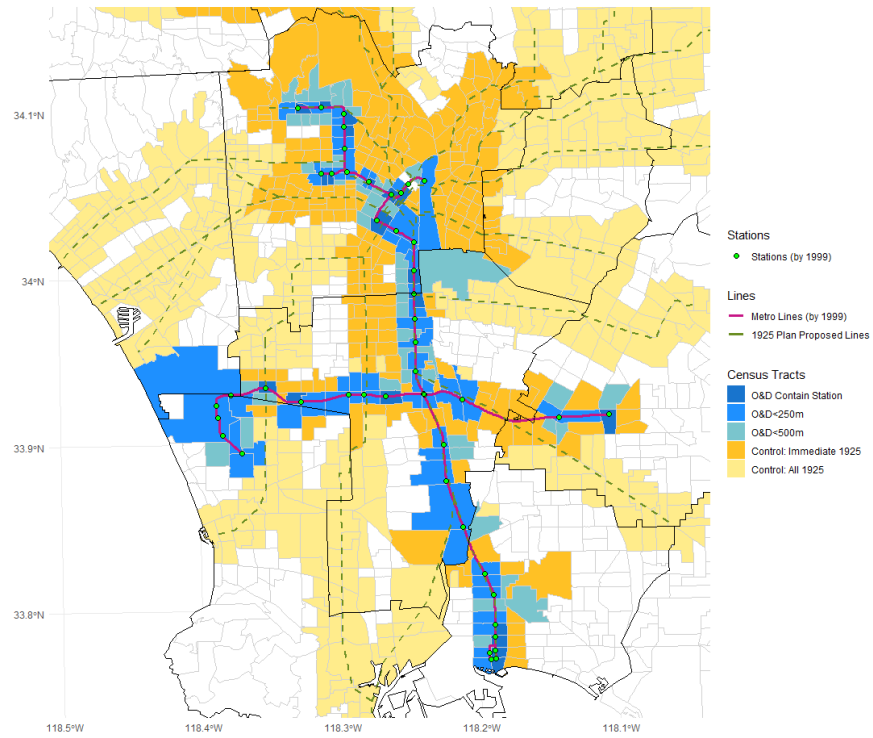 34.1°N
34°N
33.9°N
33.8°N
118.5°W
118.4°W
118.3°W
118.2°W
118.1°W
Stations
Stations (by 1999)
Lines
Metro Lines (by 1999)
1925 Plan Proposed Lines
Census Tracts
O&D Contain Station
O&D<250m
O&D<500m
Control: Immediate 1925
Control: All 1925